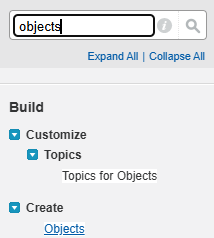 objects
Expand All | Collapse All
Build
Customize
Topics
Topics for Objects
Create
Objects